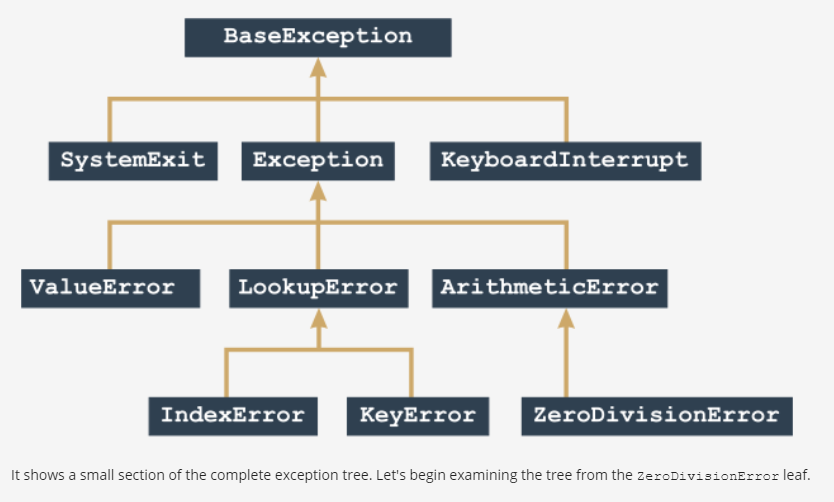 BaseException
SystemExit Exception KeyboardInterrupt
ValueError LookupError ArithmeticError
IndexError KeyError ZeroDivisionError
It shows a small section of the complete exception tree. Let's begin examining the tree from the ZeroDivisionError leaf.